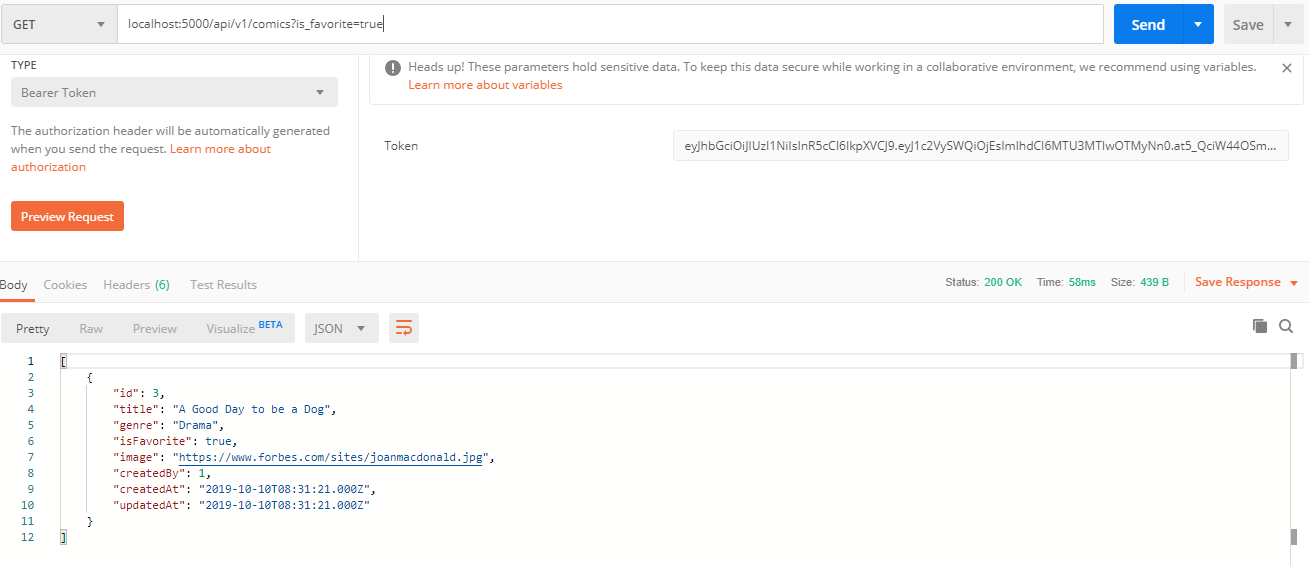 GET localhost:5000/api/v1/comics?is_favorite=true Send Save
TYPE
Bearer Token
The authorization header will be automatically generated
when you send the request. Learn more about
authorization
Preview Request
Heads up! These parameters hold sensitive data. To keep this data secure while working in a collaborative environment, we recommend using variables.
Learn more about variables
Token
Body Cookies Headers (6) Test Results Status: 200 OK Time: 58ms Size: 439 B Save Response
Pretty Raw Preview Visualize BETA JSON
1 [
2 {
3 "id": 3,
4 "title": "A Good Day to be a Dog",
5 "genre": "Drama",
6 "isFavorite": true,
7 "image": "https://www.forbes.com/sites/joanmacdonald.jpg",
8 "createdBy": 1,
9 "createdAt": "2019-10-10T08:31:21.000Z",
10 "updatedAt": "2019-10-10T08:31:21.000Z"
11 }
12 ]